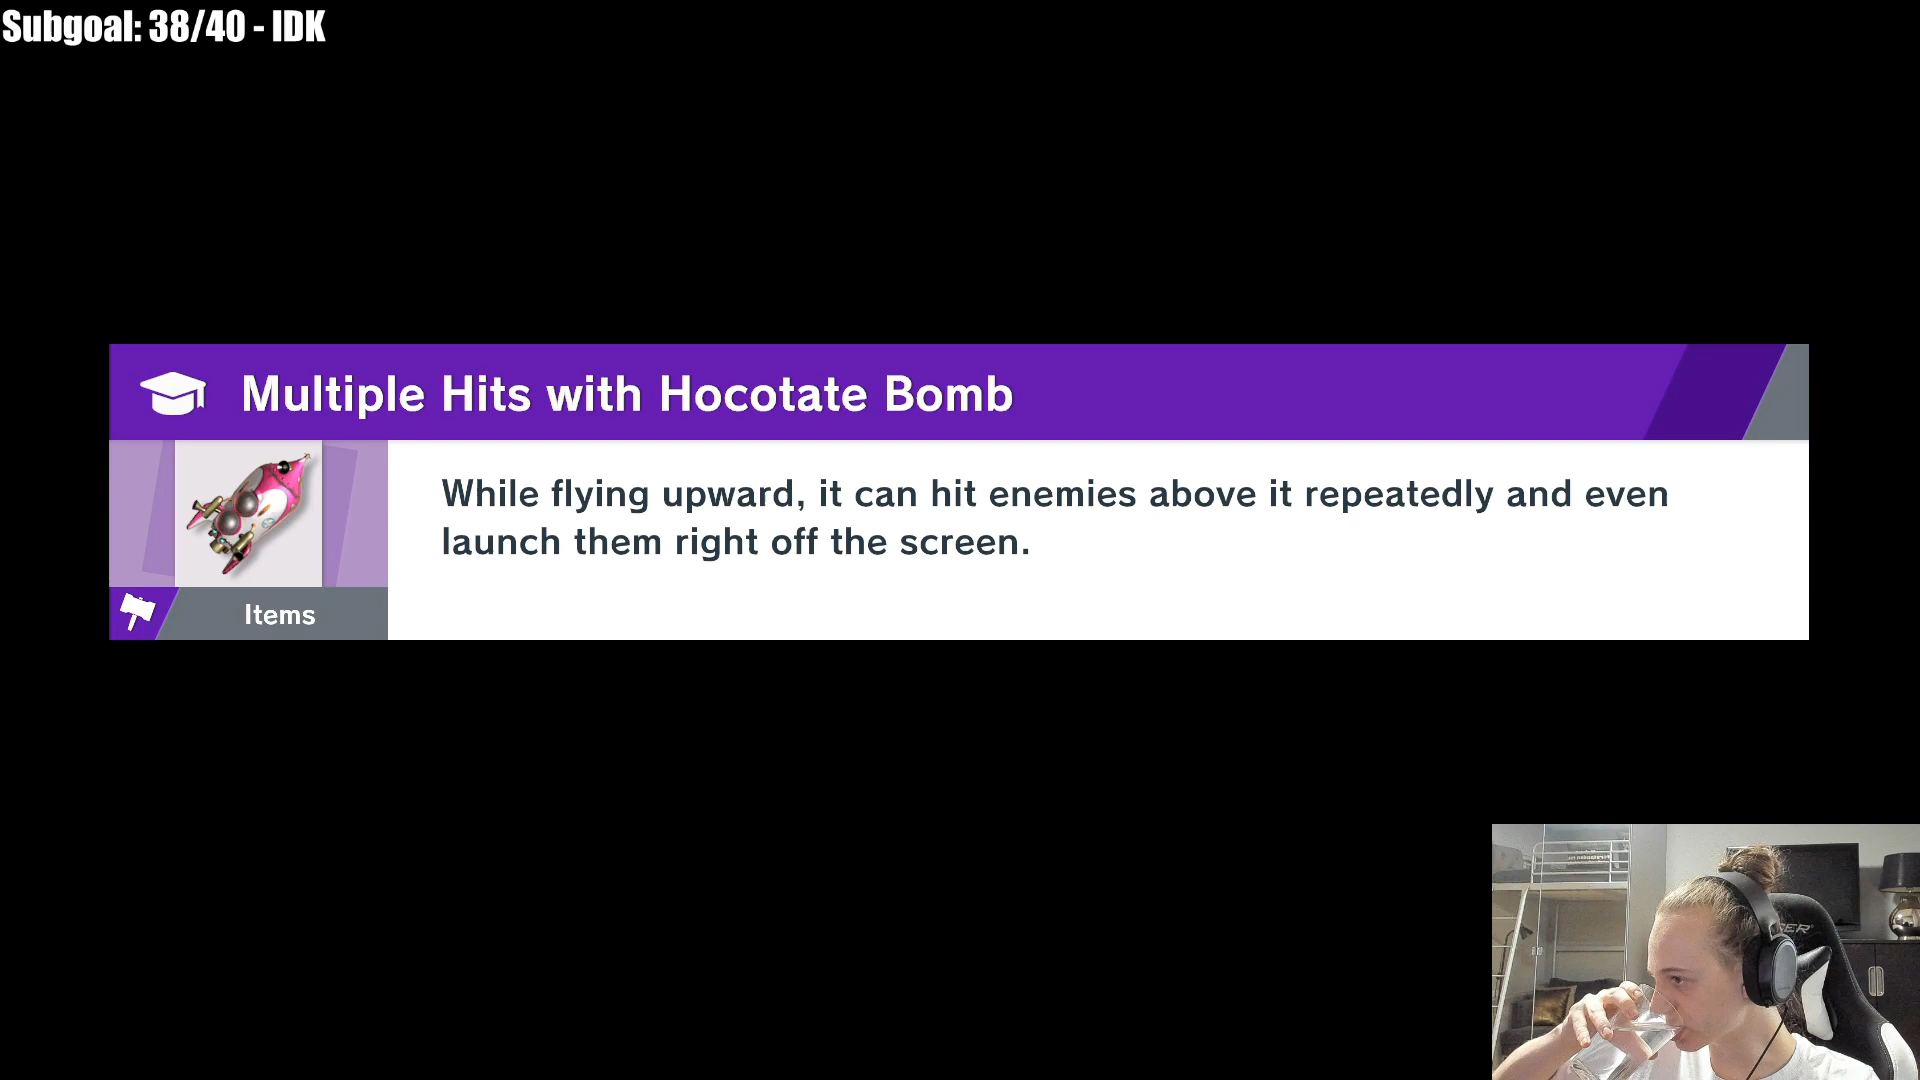 Subgoal: 38/40 - IDK
Multiple Hits with Hocotate Bomb
While flying upward, it can hit enemies above it repeatedly and even
launch them right off the screen.
Items